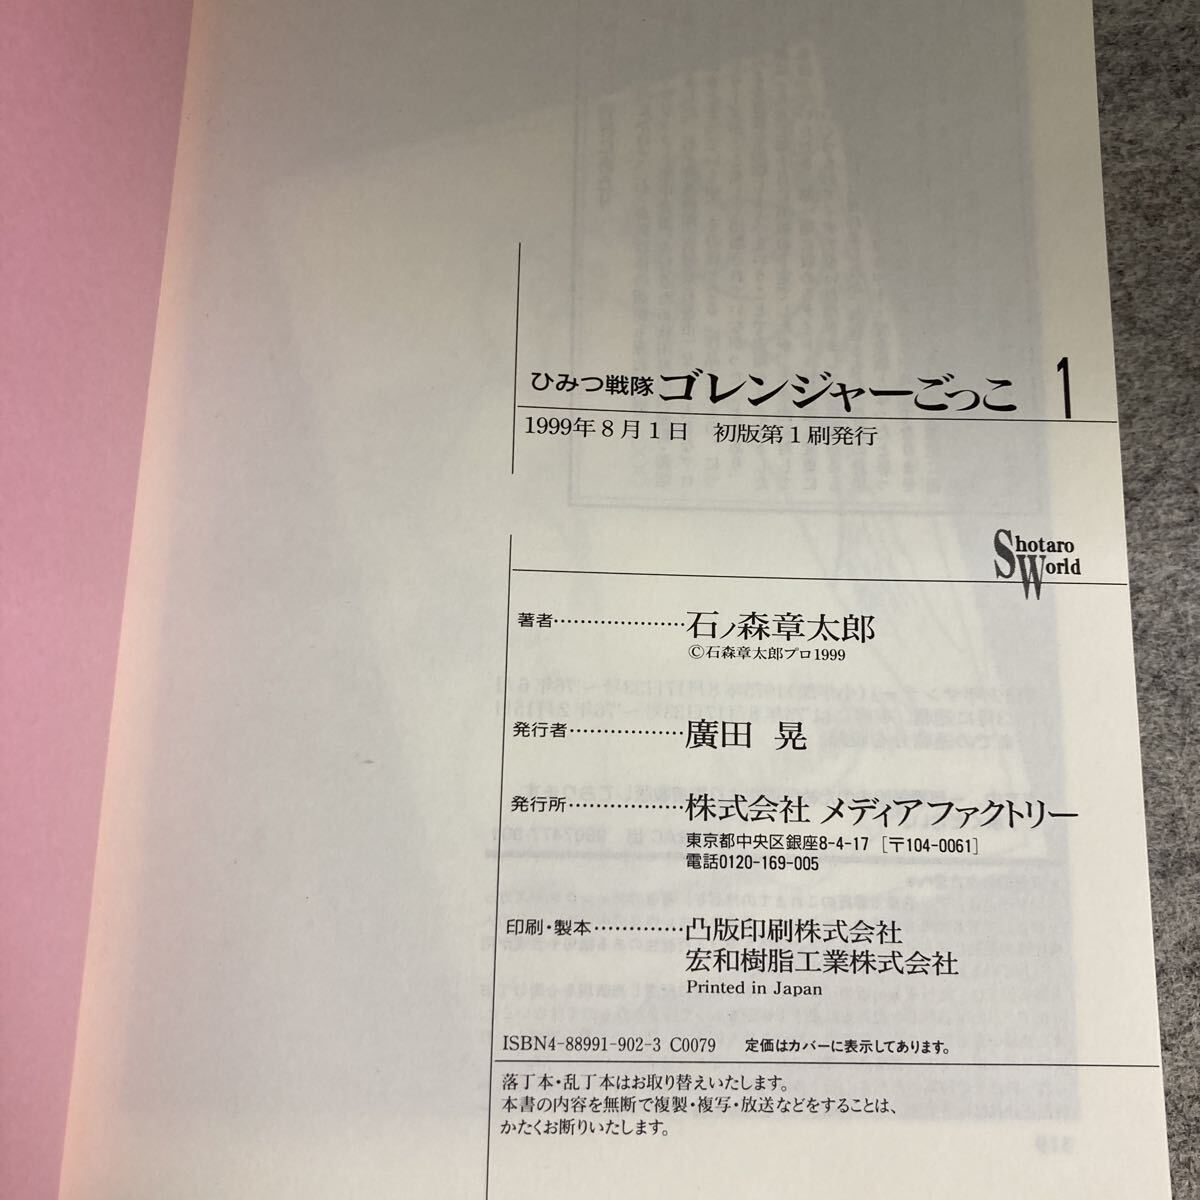 ひみつ戦隊 ゴレンジャーごっこ 1
1999年8月1日 初版第1刷発行
Shotaro
World
著者………………石ノ森章太郎
©石森章太郎プロ1999
発行者………………廣田 晃
発行所………………株式会社 メディアファクトリー
東京都中央区銀座8-4-17 [〒104-0061]
電話0120-169-005
印刷・製本…………凸版印刷株式会社
宏和樹脂工業株式会社
Printed in Japan
ISBN4-88991-902-3 C0079 定価はカバーに表示してあります。
落丁本・乱丁本はお取り替えいたします。
本書の内容を無断で複製・複写・放送などをすることは、
かたくお断りいたします。